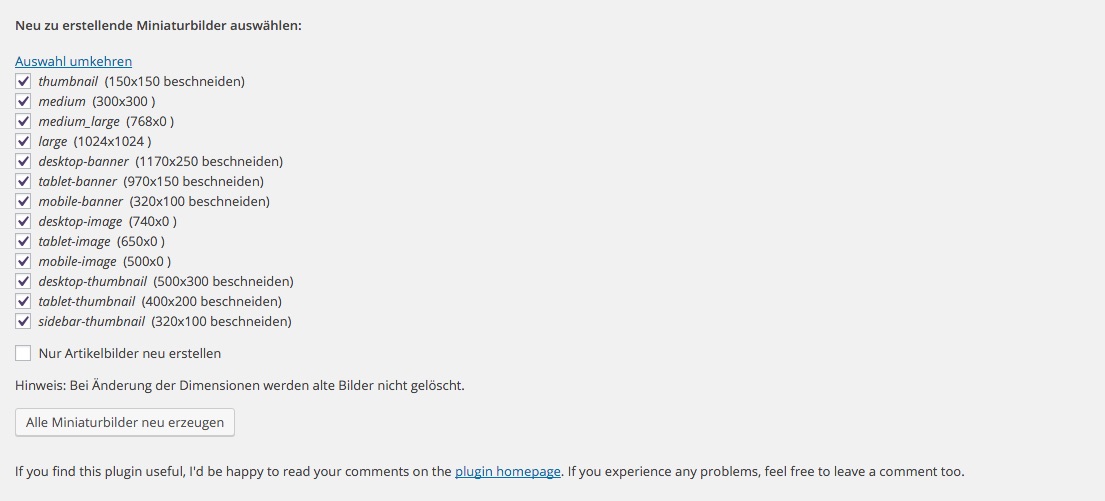 Neu zu erstellende Miniaturbilder auswählen:
Auswahl umkehren
thumbnail (150x150 beschneiden)
medium (300x300 )
medium_large (768x0 )
large (1024x1024 )
desktop-banner (1170x250 beschneiden)
tablet-banner (970x150 beschneiden)
mobile-banner (320x100 beschneiden)
desktop-image (740x0 )
tablet-image (650x0 )
mobile-image (500x0 )
desktop-thumbnail (500x300 beschneiden)
tablet-thumbnail (400x200 beschneiden)
sidebar-thumbnail (320x100 beschneiden)
Nur Artikelbilder neu erstellen
Hinweis: Bei Änderung der Dimensionen werden alte Bilder nicht gelöscht.
Alle Miniaturbilder neu erzeugen
If you find this plugin useful, I'd be happy to read your comments on the plugin homepage. If you experience any problems, feel free to leave a comment too.